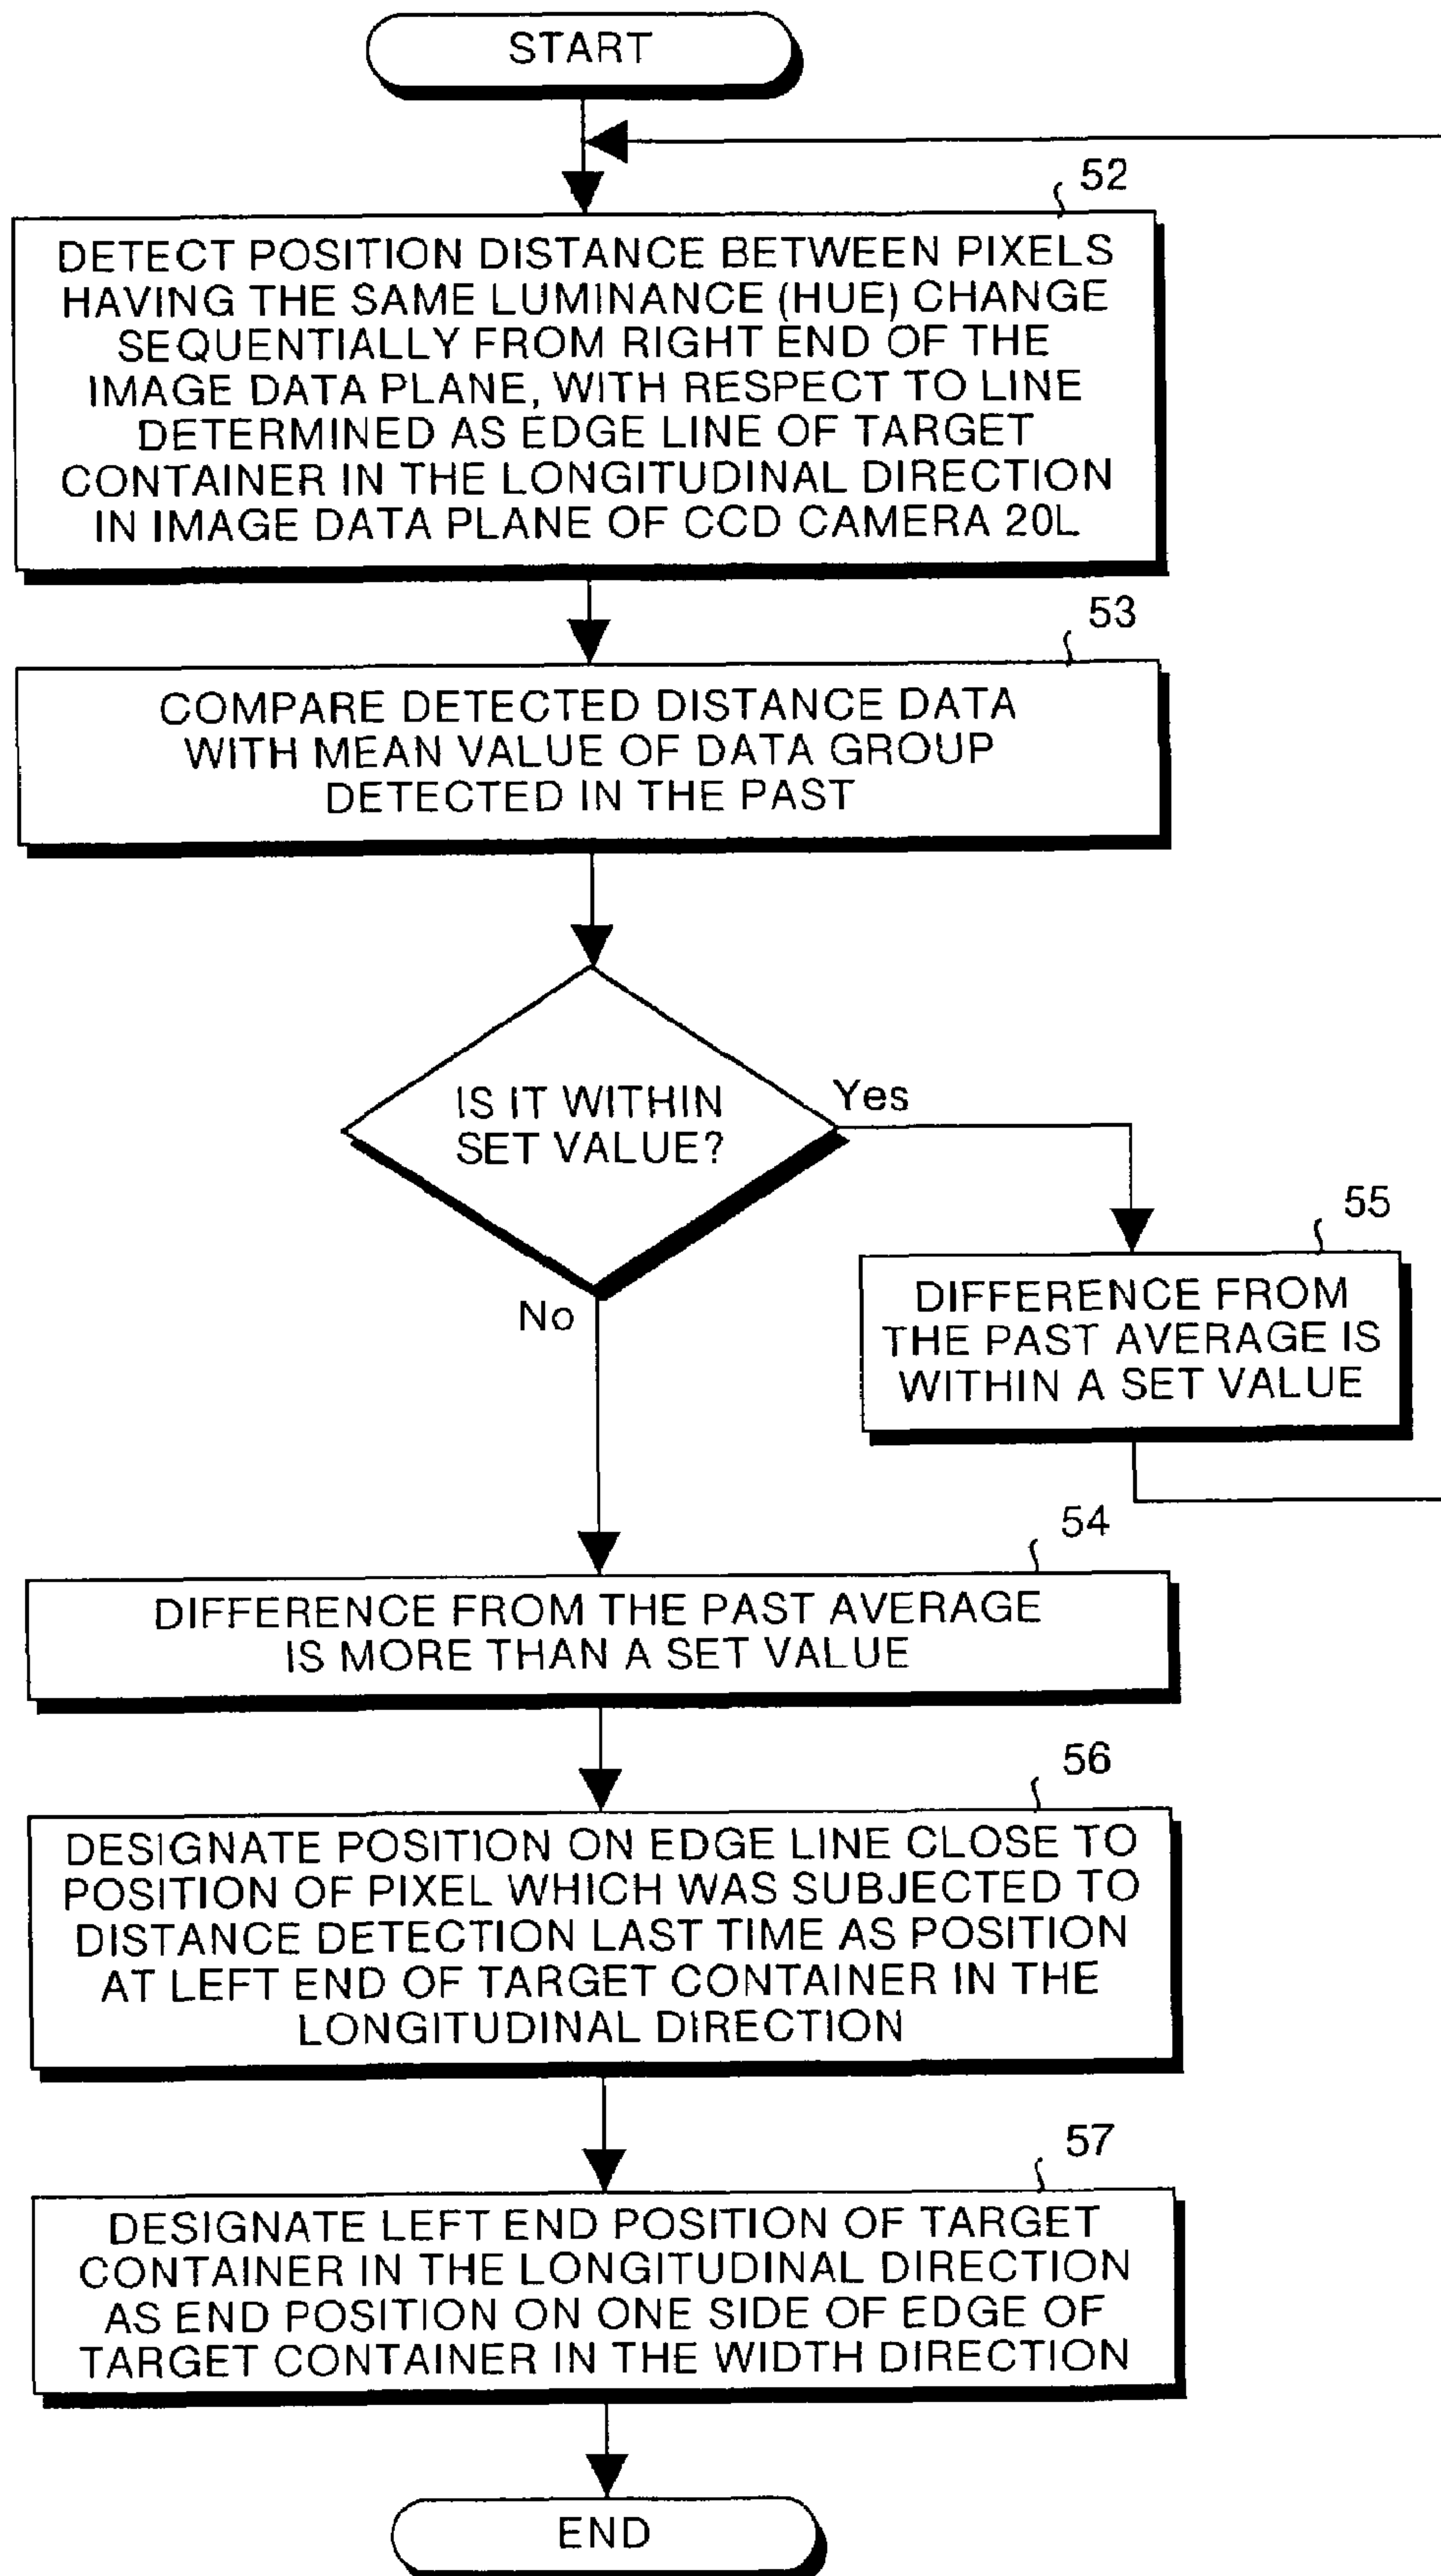 START
52
DETECT POSITION DISTANCE BETWEEN PIXELS
HAVING THE SAME LUMINANCE (HUE) CHANGE
SEQUENTIALLY FROM RIGHT END OF THE
IMAGE DATA PLANE, WITH RESPECT TO LINE
DETERMINED AS EDGE LINE OF TARGET
CONTAINER IN THE LONGITUDINAL DIRECTION
IN IMAGE DATA PLANE OF CCD CAMERA 20L
53
COMPARE DETECTED DISTANCE DATA
WITH MEAN VALUE OF DATA GROUP
DETECTED IN THE PAST
IS IT WITHIN
SET VALUE?
Yes
No
55
DIFFERENCE FROM
THE PAST AVERAGE IS
WITHIN A SET VALUE
54
DIFFERENCE FROM THE PAST AVERAGE
IS MORE THAN A SET VALUE
56
DESIGNATE POSITION ON EDGE LINE CLOSE TO
POSITION OF PIXEL WHICH WAS SUBJECTED TO
DISTANCE DETECTION LAST TIME AS POSITION
AT LEFT END OF TARGET CONTAINER IN THE
LONGITUDINAL DIRECTION
57
DESIGNATE LEFT END POSITION OF TARGET
CONTAINER IN THE LONGITUDINAL DIRECTION
AS END POSITION ON ONE SIDE OF EDGE OF
TARGET CONTAINER IN THE WIDTH DIRECTION
END